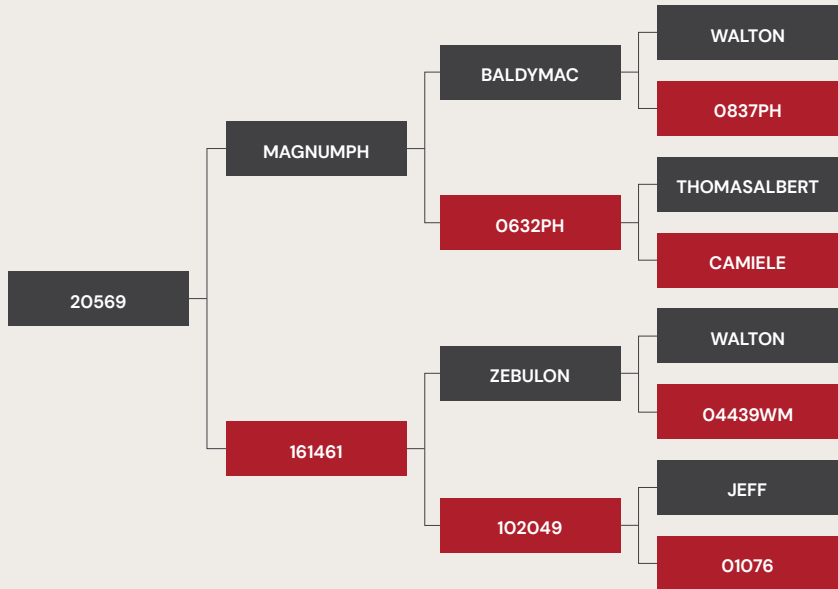 WALTON
BALDYMAC
0837PH
MAGNUMPH
THOMASALBERT
0632PH
CAMIELE
20569
WALTON
ZEBULON
04439WM
161461
JEFF
102049
01076